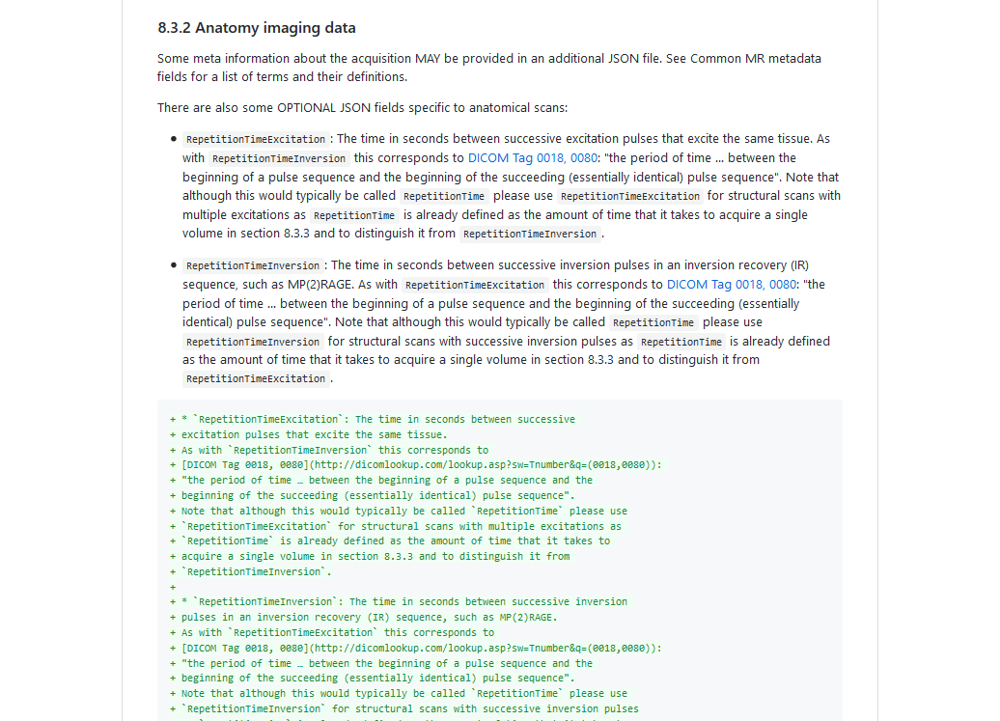 8.3.2 Anatomy imaging data
Some meta information about the acquisition MAY be provided in an additional JSON file. See Common MR metadata
fields for a list of terms and their definitions.
There are also some OPTIONAL JSON fields specific to anatomical scans:
• RepetitionTimeExcitation : The time in seconds between successive excitation pulses that excite the same tissue. As
with RepetitionTimeInversion this corresponds to DICOM Tag 0018, 0080: "the period of time … between the
beginning of a pulse sequence and the beginning of the succeeding (essentially identical) pulse sequence". Note that
although this would typically be called RepetitionTime please use RepetitionTimeExcitation for structural scans with
multiple excitations as RepetitionTime is already defined as the amount of time that it takes to acquire a single
volume in section 8.3.3 and to distinguish it from RepetitionTimeInversion .
• RepetitionTimeInversion : The time in seconds between successive inversion pulses in an inversion recovery (IR)
sequence, such as MP(2)RAGE. As with RepetitionTimeExcitation this corresponds to DICOM Tag 0018, 0080: "the
period of time … between the beginning of a pulse sequence and the beginning of the succeeding (essentially
identical) pulse sequence". Note that although this would typically be called RepetitionTime please use
RepetitionTimeInversion for structural scans with successive inversion pulses as RepetitionTime is already defined
as the amount of time that it takes to acquire a single volume in section 8.3.3 and to distinguish it from
RepetitionTimeExcitation .
+ * `RepetitionTimeExcitation`: The time in seconds between successive
+ excitation pulses that excite the same tissue.
+ As with `RepetitionTimeInversion` this corresponds to
+ [DICOM Tag 0018, 0080](http://dicomlookup.com/lookup.asp?sw=Tnumber&q=(0018,0080)):
+ "the period of time … between the beginning of a pulse sequence and the
+ beginning of the succeeding (essentially identical) pulse sequence".
+ Note that although this would typically be called `RepetitionTime` please use
+ `RepetitionTimeExcitation` for structural scans with multiple excitations as
+ `RepetitionTime` is already defined as the amount of time that it takes to
+ acquire a single volume in section 8.3.3 and to distinguish it from
+ `RepetitionTimeInversion`.
+
+ * `RepetitionTimeInversion`: The time in seconds between successive inversion
+ pulses in an inversion recovery (IR) sequence, such as MP(2)RAGE.
+ As with `RepetitionTimeExcitation` this corresponds to
+ [DICOM Tag 0018, 0080](http://dicomlookup.com/lookup.asp?sw=Tnumber&q=(0018,0080)):
+ "the period of time … between the beginning of a pulse sequence and the
+ beginning of the succeeding (essentially identical) pulse sequence".
+ Note that although this would typically be called `RepetitionTime` please use
+ `RepetitionTimeInversion` for structural scans with successive inversion pulses